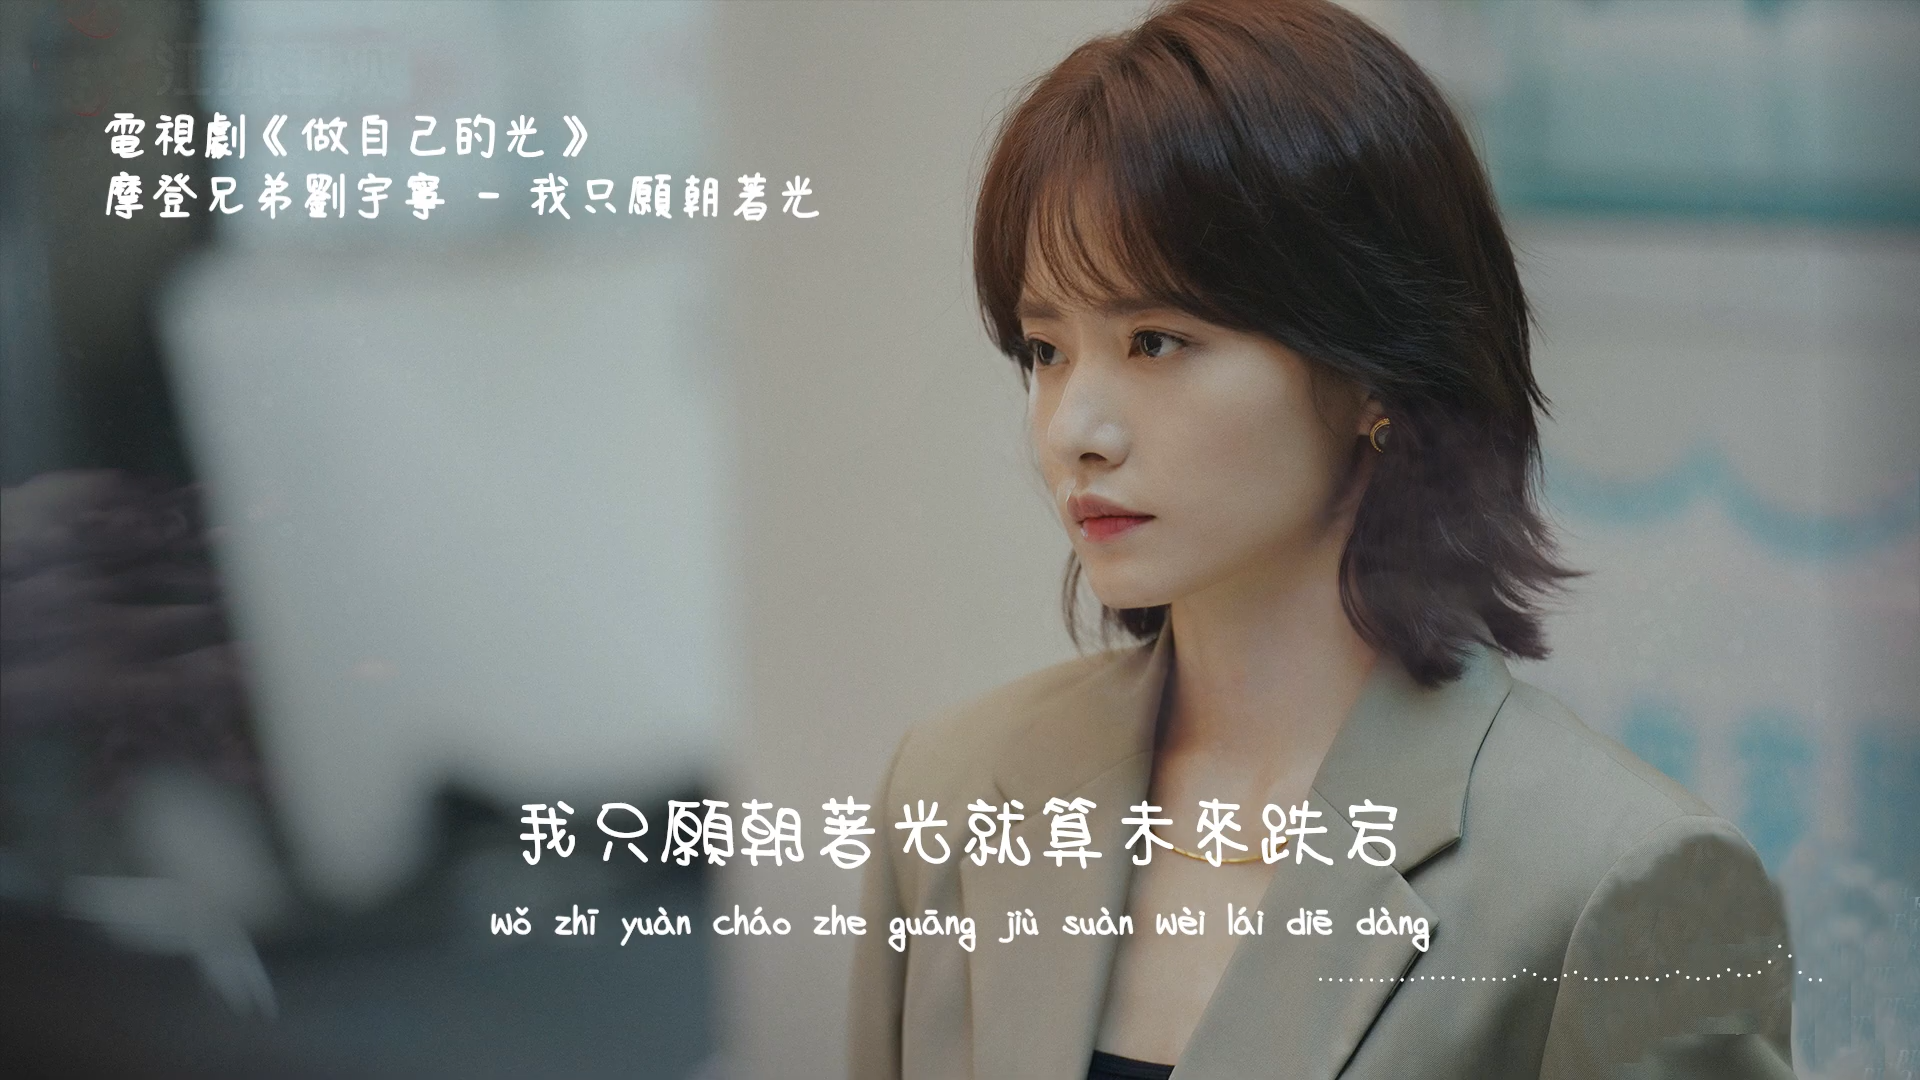 電視劇《做自己的光》
摩登兄弟劉宇寧 - 我只願朝著光
我只願朝著光就算未來跌宕
wǒ zhī yuàn cháo zhe guāng jiù suàn wèi lái diē dàng